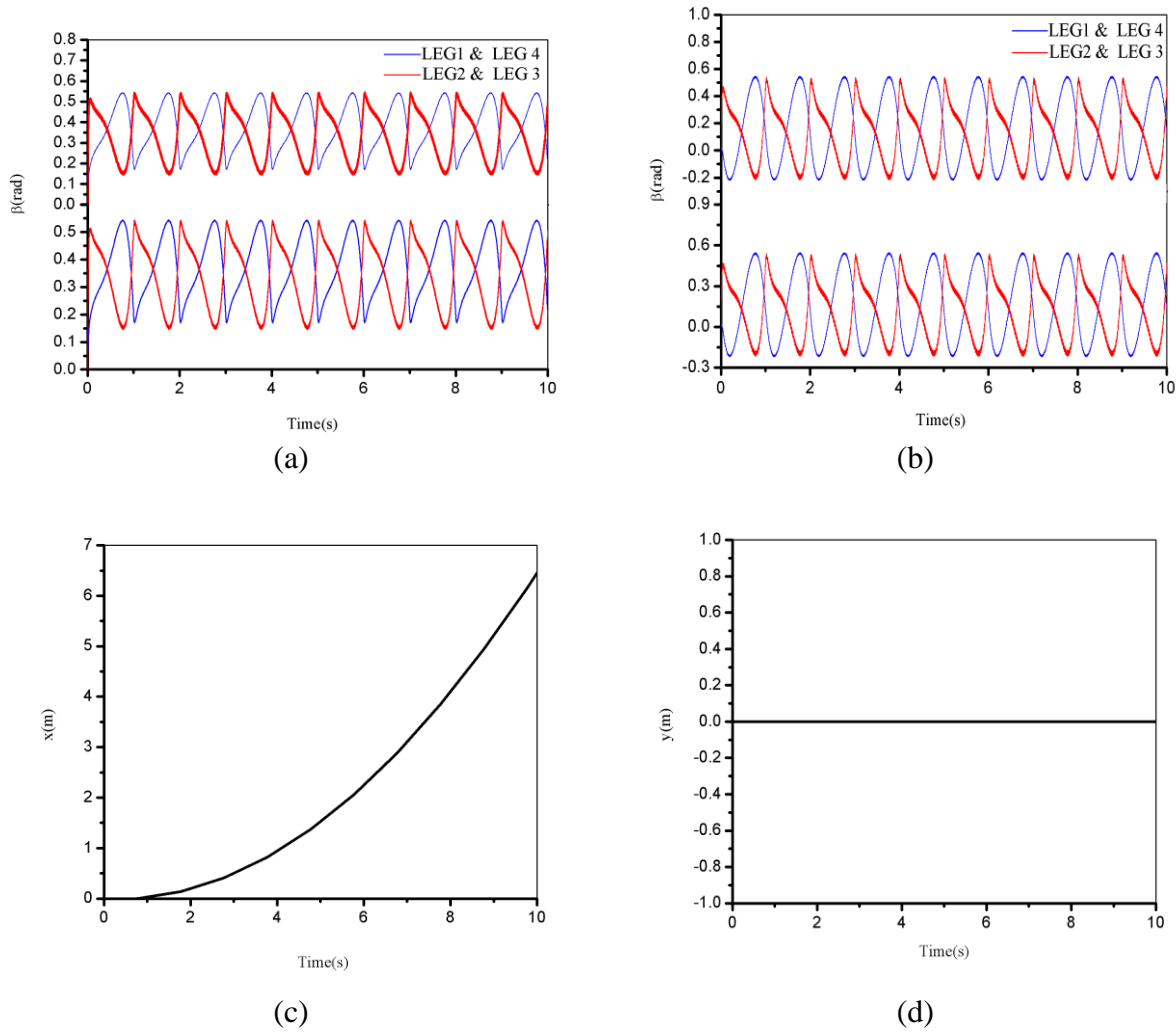 0.8
0.7
0.6
0.5
0.4
0.3
0.2
0.1
0.0
0.5
0.4
0.3
0.2
0.1
0.0
β(rad)
LEG1 & LEG 4
LEG2 & LEG 3
0 2 4 6 8 10
Time(s)
(a)
1.0
0.8
0.6
0.4
0.2
0.0
-0.2
0.9
0.6
0.3
0.0
-0.3
β(rad)
LEG1 & LEG 4
LEG2 & LEG 3
0 2 4 6 8 10
Time(s)
(b)
7
6
5
4
3
2
1
0
x(m)
0 2 4 6 8 10
Time(s)
(c)
1.0
0.8
0.6
0.4
0.2
0.0
-0.2
-0.4
-0.6
-0.8
-1.0
y(m)
0 2 4 6 8 10
Time(s)
(d)